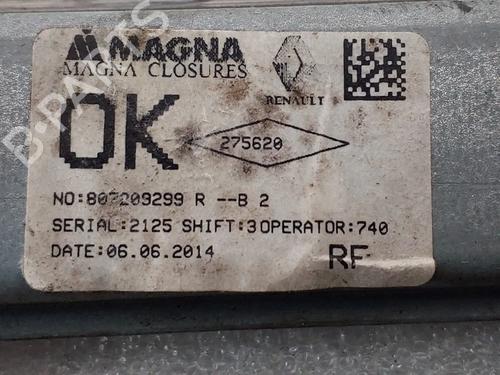 MAGNA
MAGNA CLOSURES
RENAULT
OK
275620
NO:807209299 R --B 2
SERIAL:2125 SHIFT:3 OPERATOR:740
DATE:06.06.2014
RF
B-PARTS